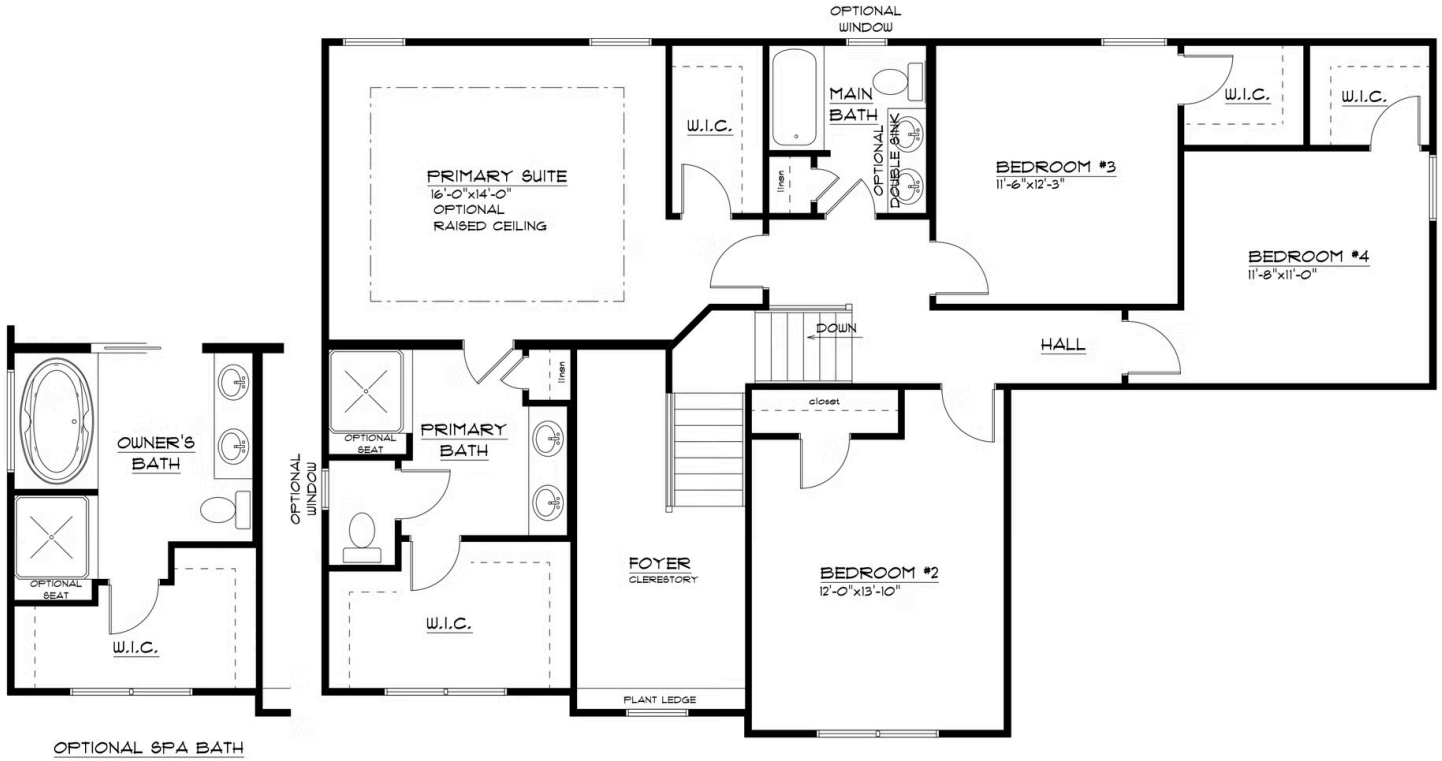 OPTIONAL
WINDOW
MAIN
BATH
OPTIONAL
DOUBLE SINK
linen
W.I.C.
W.I.C.
W.I.C.
PRIMARY SUITE
16'-0"x14'-0"
OPTIONAL
RAISED CEILING
BEDROOM #3
11'-6"x12'-3"
BEDROOM #4
11'-8"x11'-0"
DOWN
HALL
linen
closet
OPTIONAL
SEAT
PRIMARY
BATH
OPTIONAL
WINDOW
FOYER
CLERESTORY
BEDROOM #2
12'-0"x13'-10"
W.I.C.
PLANT LEDGE
OWNER'S
BATH
OPTIONAL
SEAT
W.I.C.
OPTIONAL SPA BATH